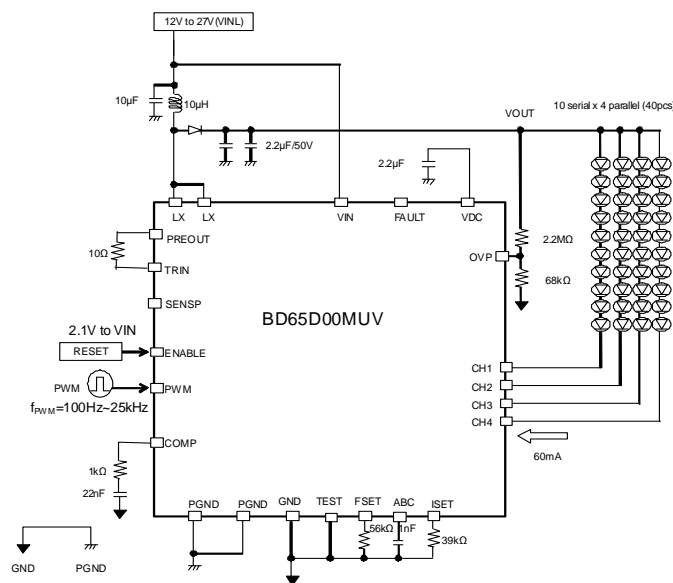 12V to 27V(VINL)
10µF
10µH
VOUT
10 serial x 4 parallel (40pcs)
2.2µF/50V
2.2µF
LX
LX
VIN
FAULT
VDC
PREOUT
10Ω
TRIN
OVP
2.2MΩ
68kΩ
SENSP
BD65D00MUV
2.1V to VIN
RESET
ENABLE
PWM
PWM
fPWM=100Hz~25kHz
CH1
CH2
CH3
CH4
60mA
COMP
1kΩ
22nF
PGND
PGND
GND
TEST
FSET
ABC
ISET
56kΩ
1nF
39kΩ
GND
PGND